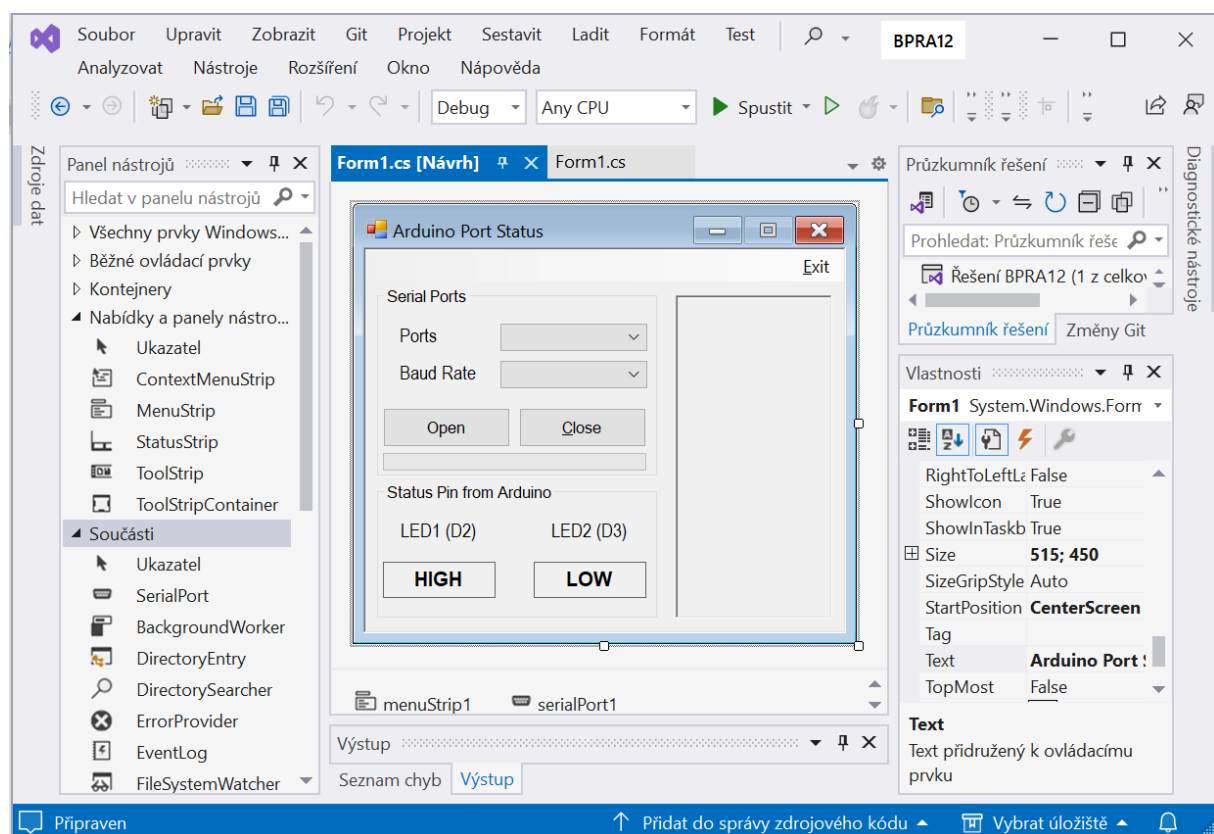 Soubor Upravit Zobrazit Git Projekt Sestavit Ladit Formát Test BPRA12
Analyzovat Nástroje Rozšíření Okno Nápověda
Debug Any CPU Spustit
Zdroje dat
Panel nástrojů
Hledat v panelu nástrojů
Všechny prvky Windows...
Běžné ovládací prvky
Kontejnery
Nabídky a panely nástro...
Ukazatel
ContextMenuStrip
MenuStrip
StatusStrip
ToolStrip
ToolStripContainer
Součásti
Ukazatel
SerialPort
BackgroundWorker
DirectoryEntry
DirectorySearcher
ErrorProvider
EventLog
FileSystemWatcher
Form1.cs [Návrh] Form1.cs
Arduino Port Status
Exit
Serial Ports
Ports
Baud Rate
Open Close
Status Pin from Arduino
LED1 (D2) LED2 (D3)
HIGH LOW
menuStrip1 serialPort1
Výstup
Seznam chyb Výstup
Průzkumník řešení
Prohledat: Průzkumník řeše
Řešení BPRA12 (1 z celko
Průzkumník řešení Změny Git
Vlastnosti
Form1 System.Windows.Form
RightToLeftLa False
ShowIcon True
ShowInTaskb True
Size 515; 450
SizeGripStyle Auto
StartPosition CenterScreen
Tag
Text Arduino Port S
TopMost False
Text
Text přidružený k ovládacímu
prvku
Diagnostické nástroje
Připraven Přidat do správy zdrojového kódu Vybrat úložiště